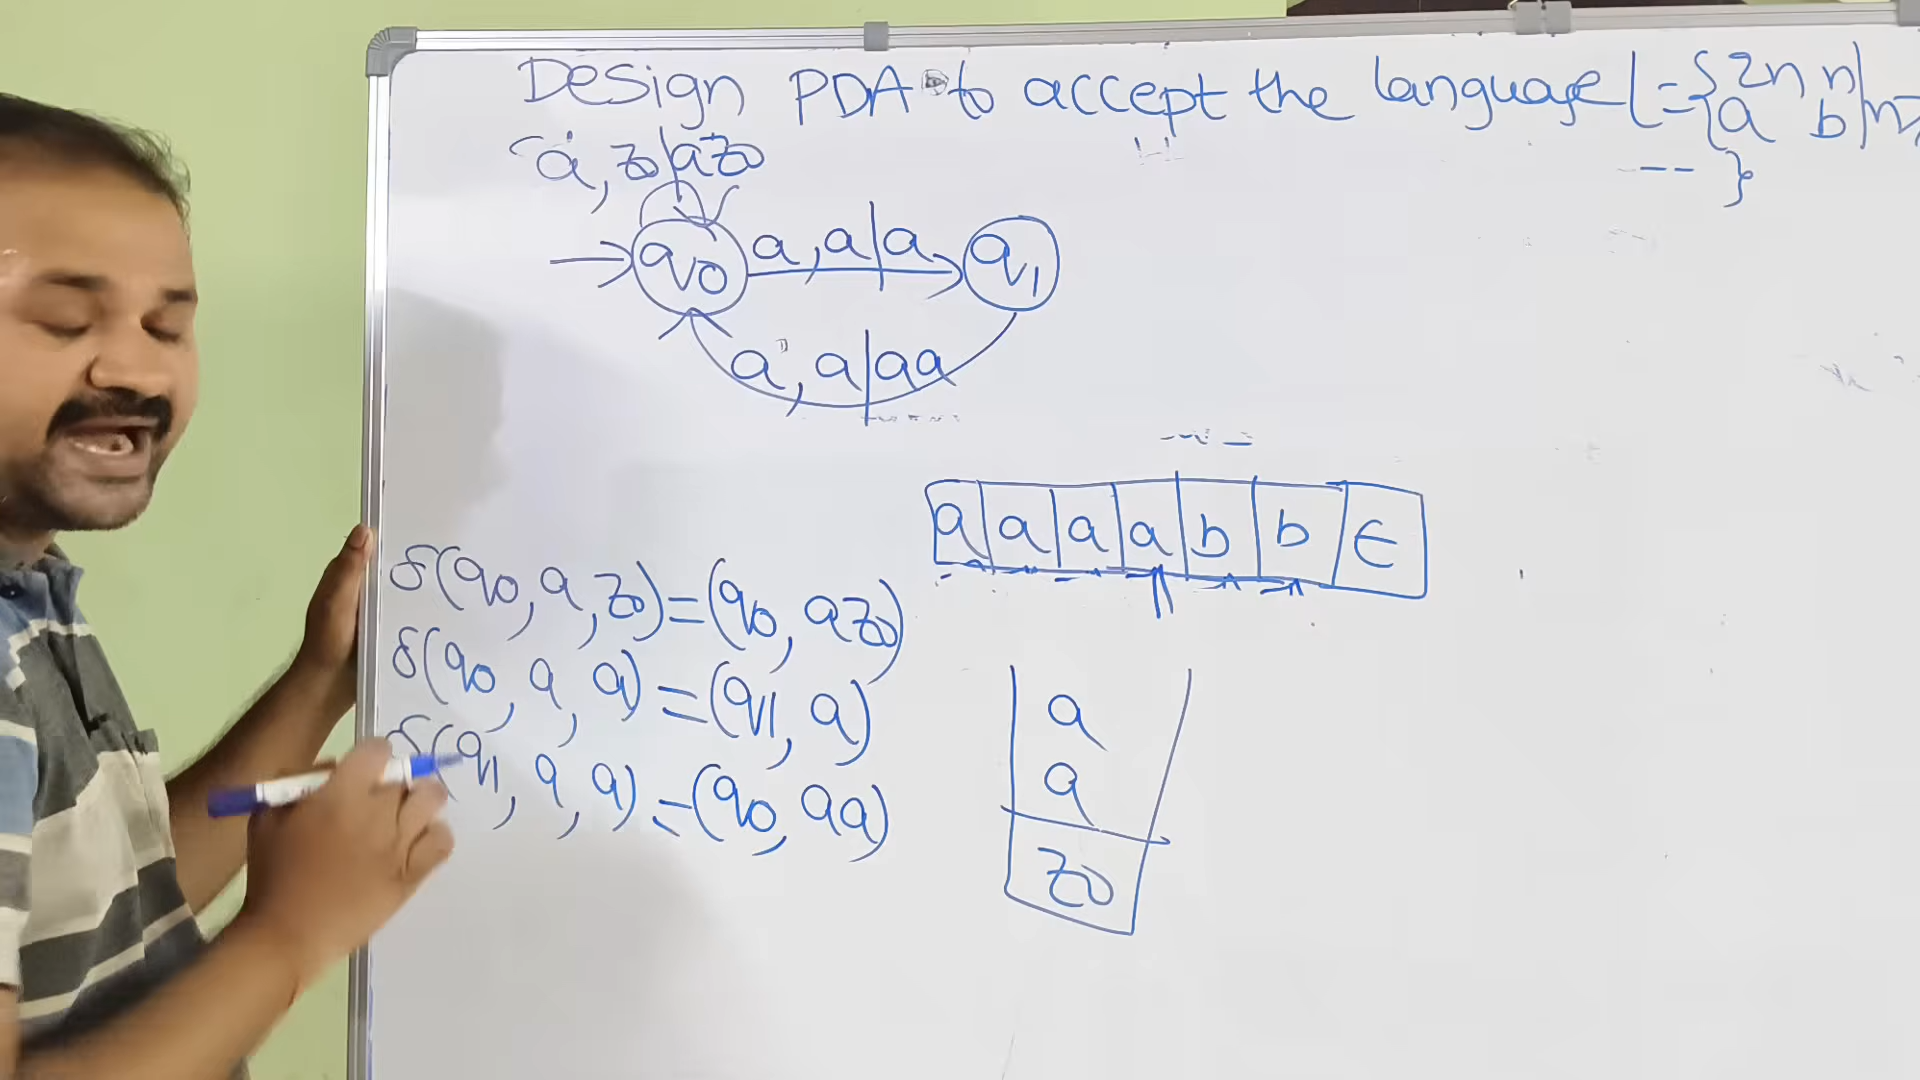 Design PDA to accept the language L={a^2n b^n|n
-- }
a, z0|az0
q0 a,a|a q1
a, a|aa
a a a a b b ϵ
δ(q0, a, z0)=(q0, az0)
δ(q0, a, a)=(q1, a)
δ(q1, a, a)=(q0, aa)
a
a
z0